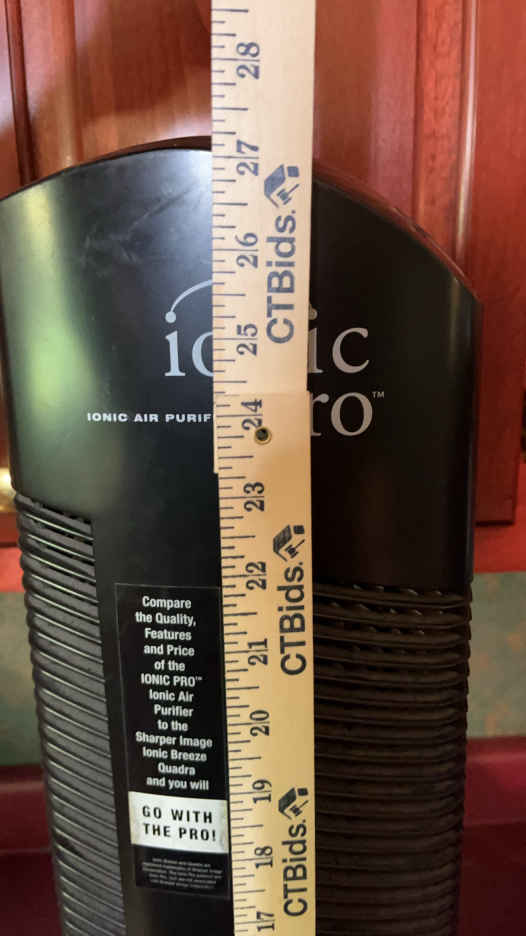 28
27
26
CTBids.
25
ic
ic
24
ro™
IONIC AIR PURIF
23
22
CTBids.
21
20
19
CTBids.
18
17
Compare
the Quality,
Features
and Price
of the
IONIC PRO™
Ionic Air
Purifier
to the
Sharper Image
Ionic Breeze
Quadra
and you will
GO WITH
THE PRO!